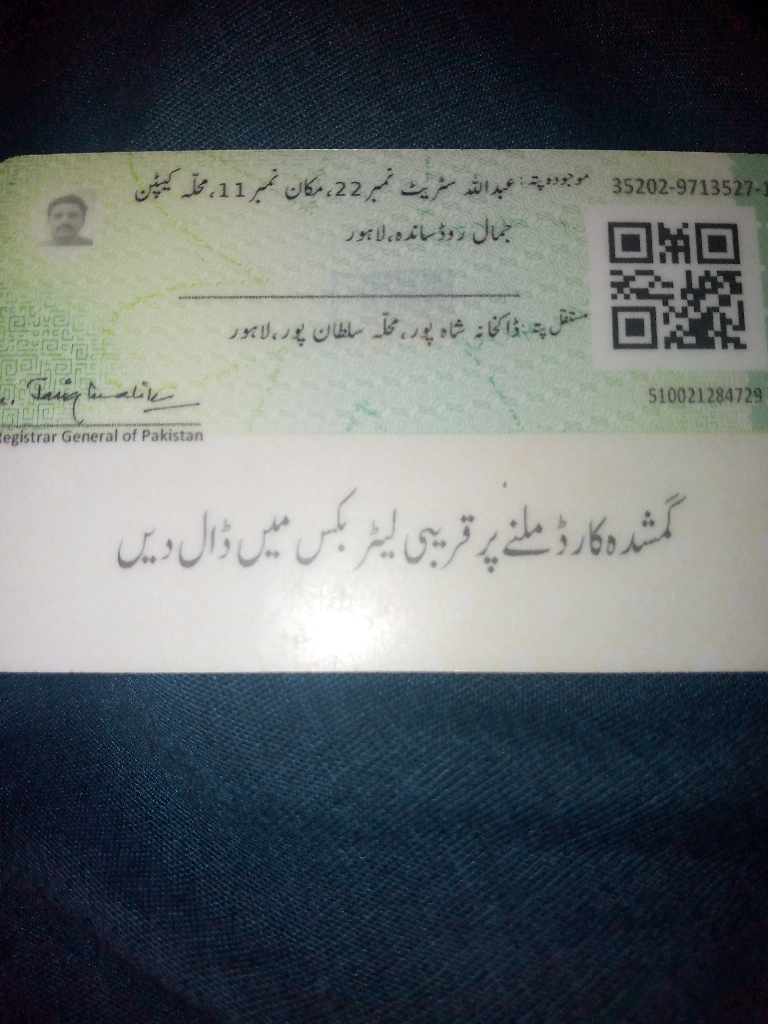 35202-9713527-1
موجودہ پتہ: عبداللہ سٹریٹ نمبر 22، مکان نمبر 11، محلہ کیپٹن
جمال روڈ ساندہ، لاہور
مستقل پتہ: ڈاکخانہ شاہ پور، محلہ سلطان پور، لاہور
510021284729
Registrar General of Pakistan
گمشدہ کارڈ ملنے پر قریبی لیٹر بکس میں ڈال دیں